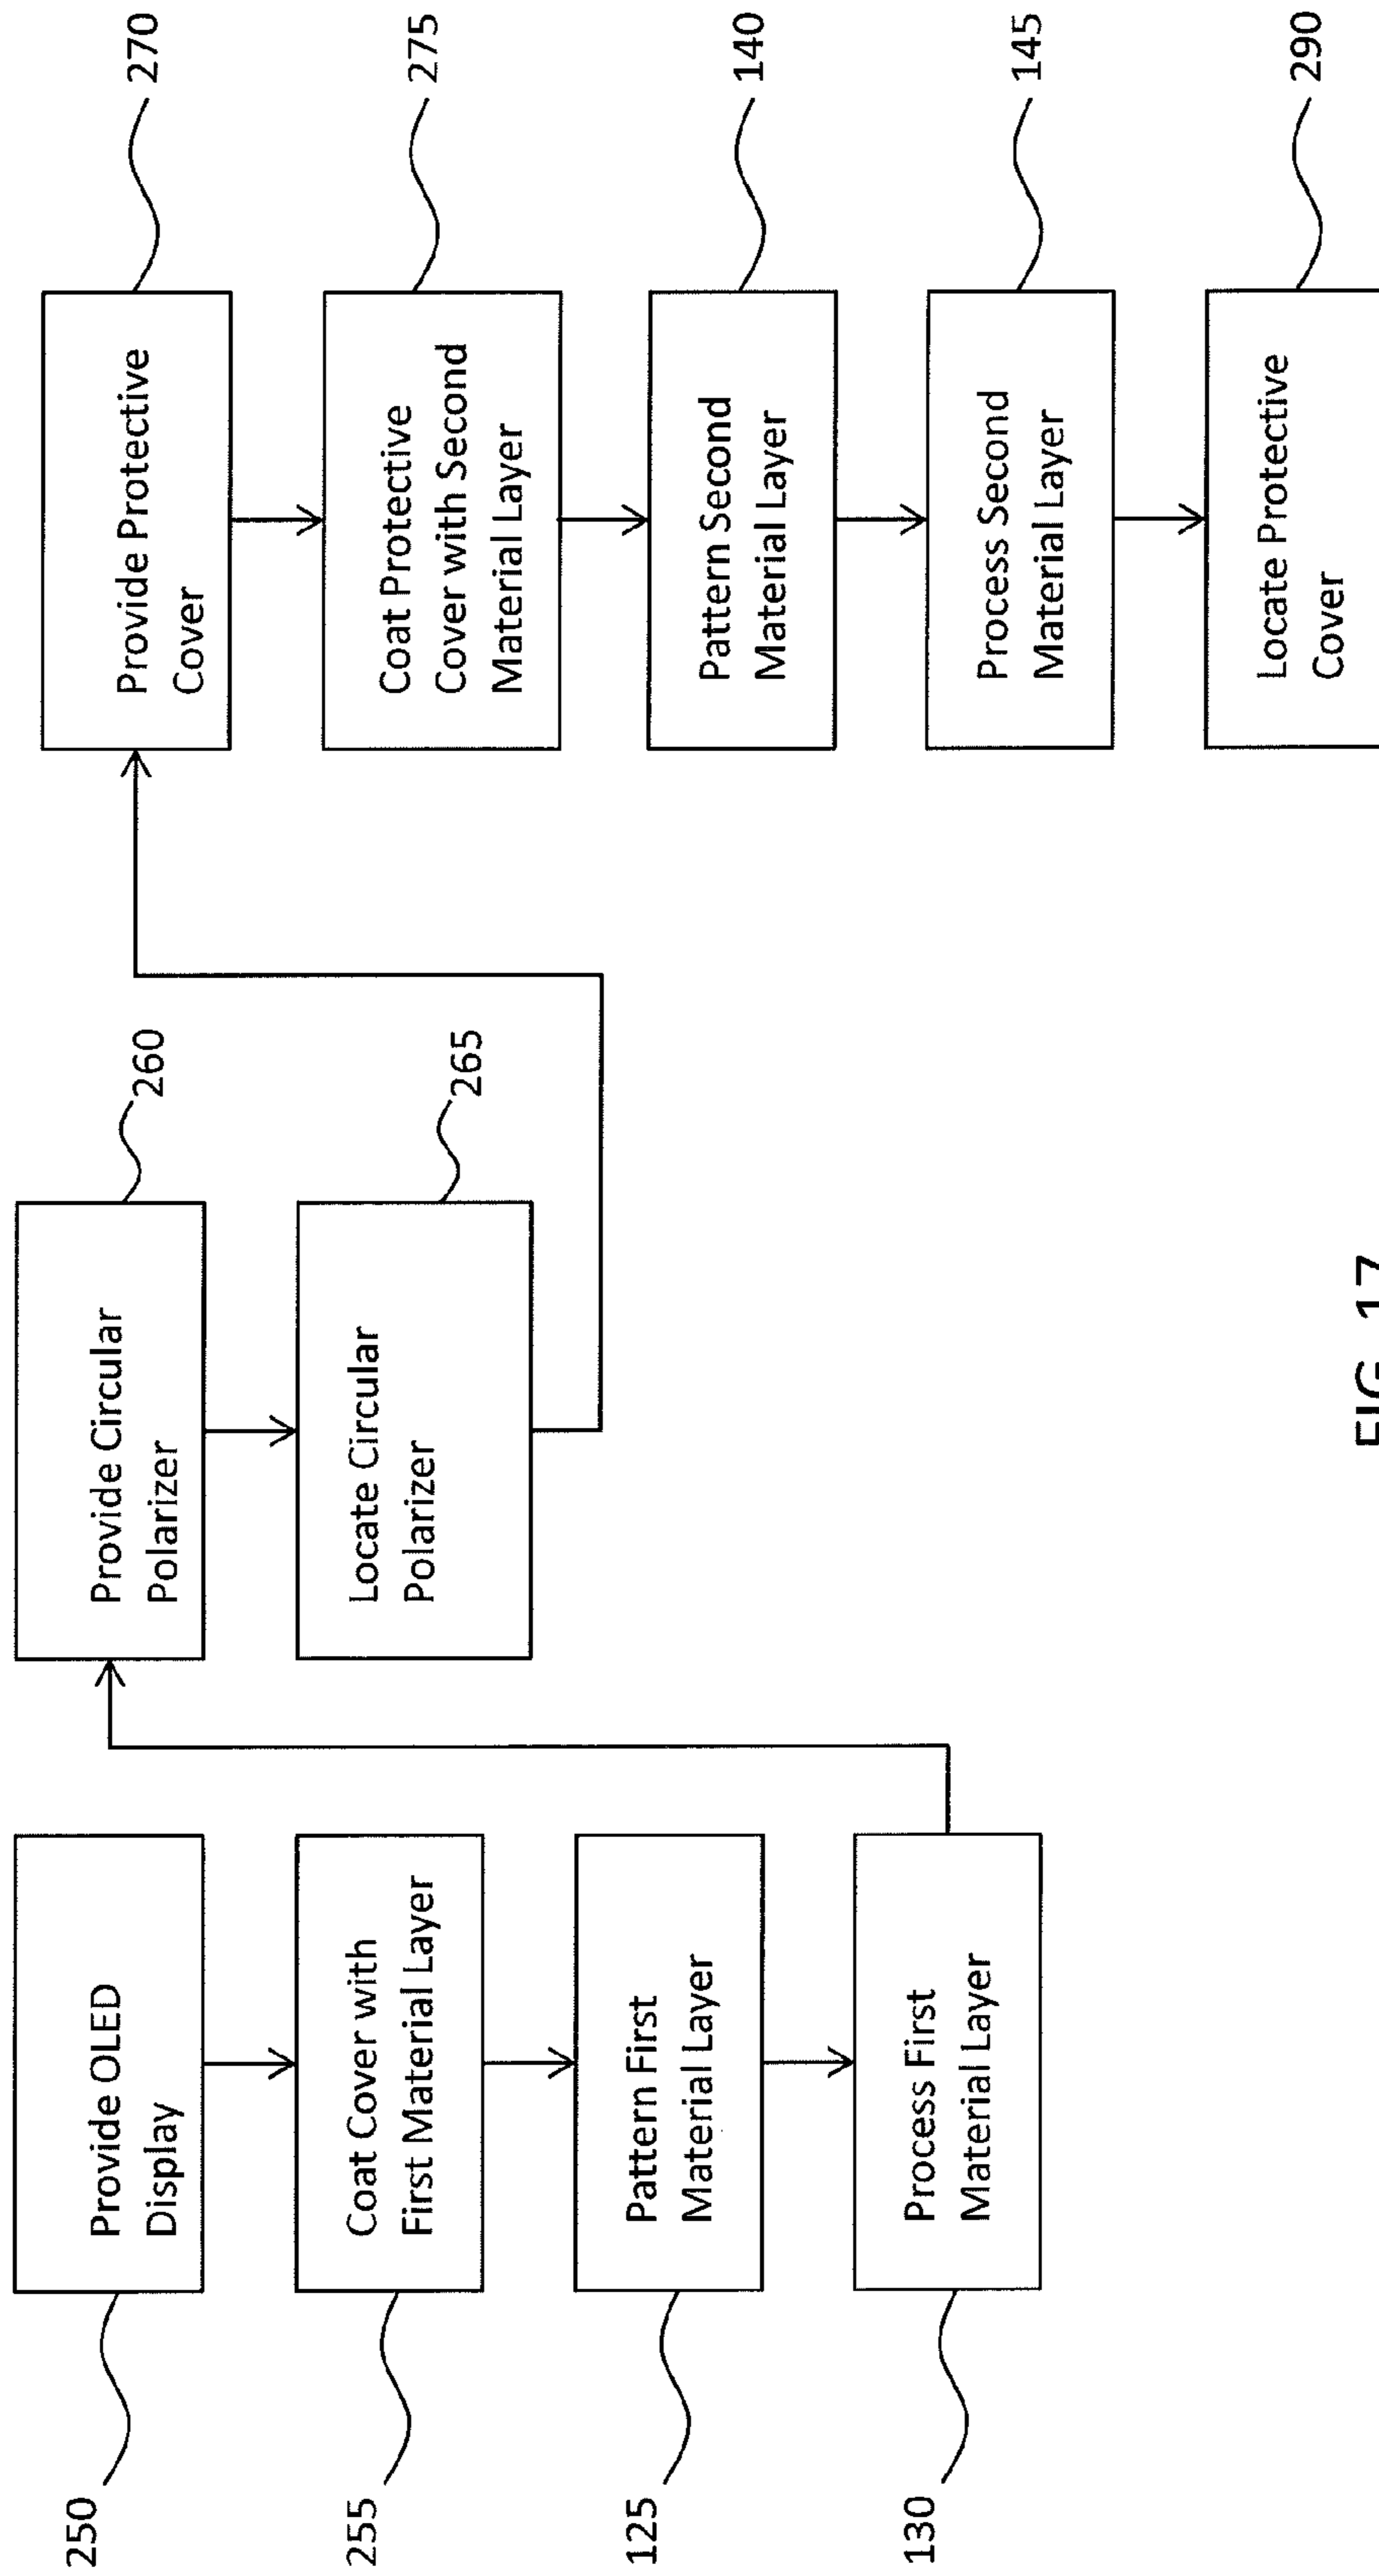 250
Provide OLED
Display
255
Coat Cover with
First Material Layer
125
Pattern First
Material Layer
130
Process First
Material Layer
Provide Circular
Polarizer
260
Locate Circular
Polarizer
265
Provide Protective
Cover
270
Coat Protective
Cover with Second
Material Layer
275
Pattern Second
Material Layer
140
Process Second
Material Layer
145
Locate Protective
Cover
290
FIG. 17